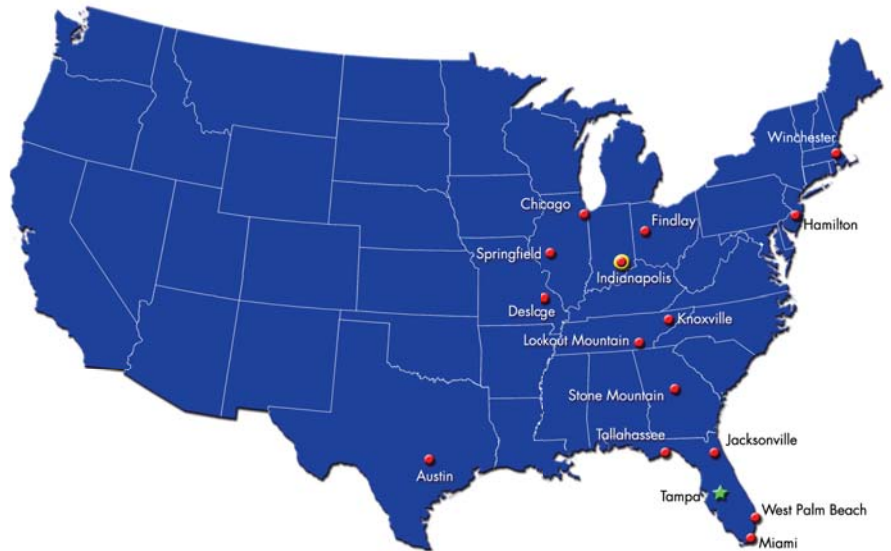 Winchester
Chicago
Findlay
Hamilton
Springfield
Indianapolis
Desloge
Knoxville
Lookout Mountain
Stone Mountain
Tallahassee
Jacksonville
Austin
Tampa
West Palm Beach
Miami